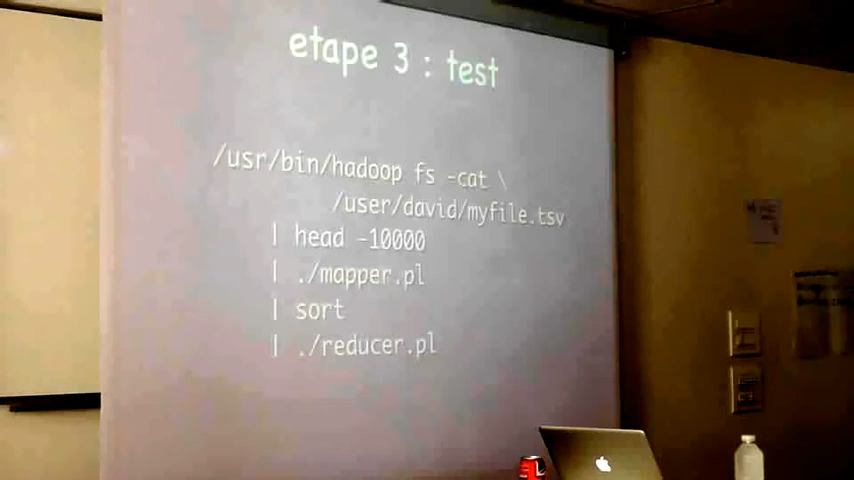 etape 3 : test
/usr/bin/hadoop fs -cat \
/user/david/myfile.tsv
| head -10000
| ./mapper.pl
| sort
| ./reducer.pl